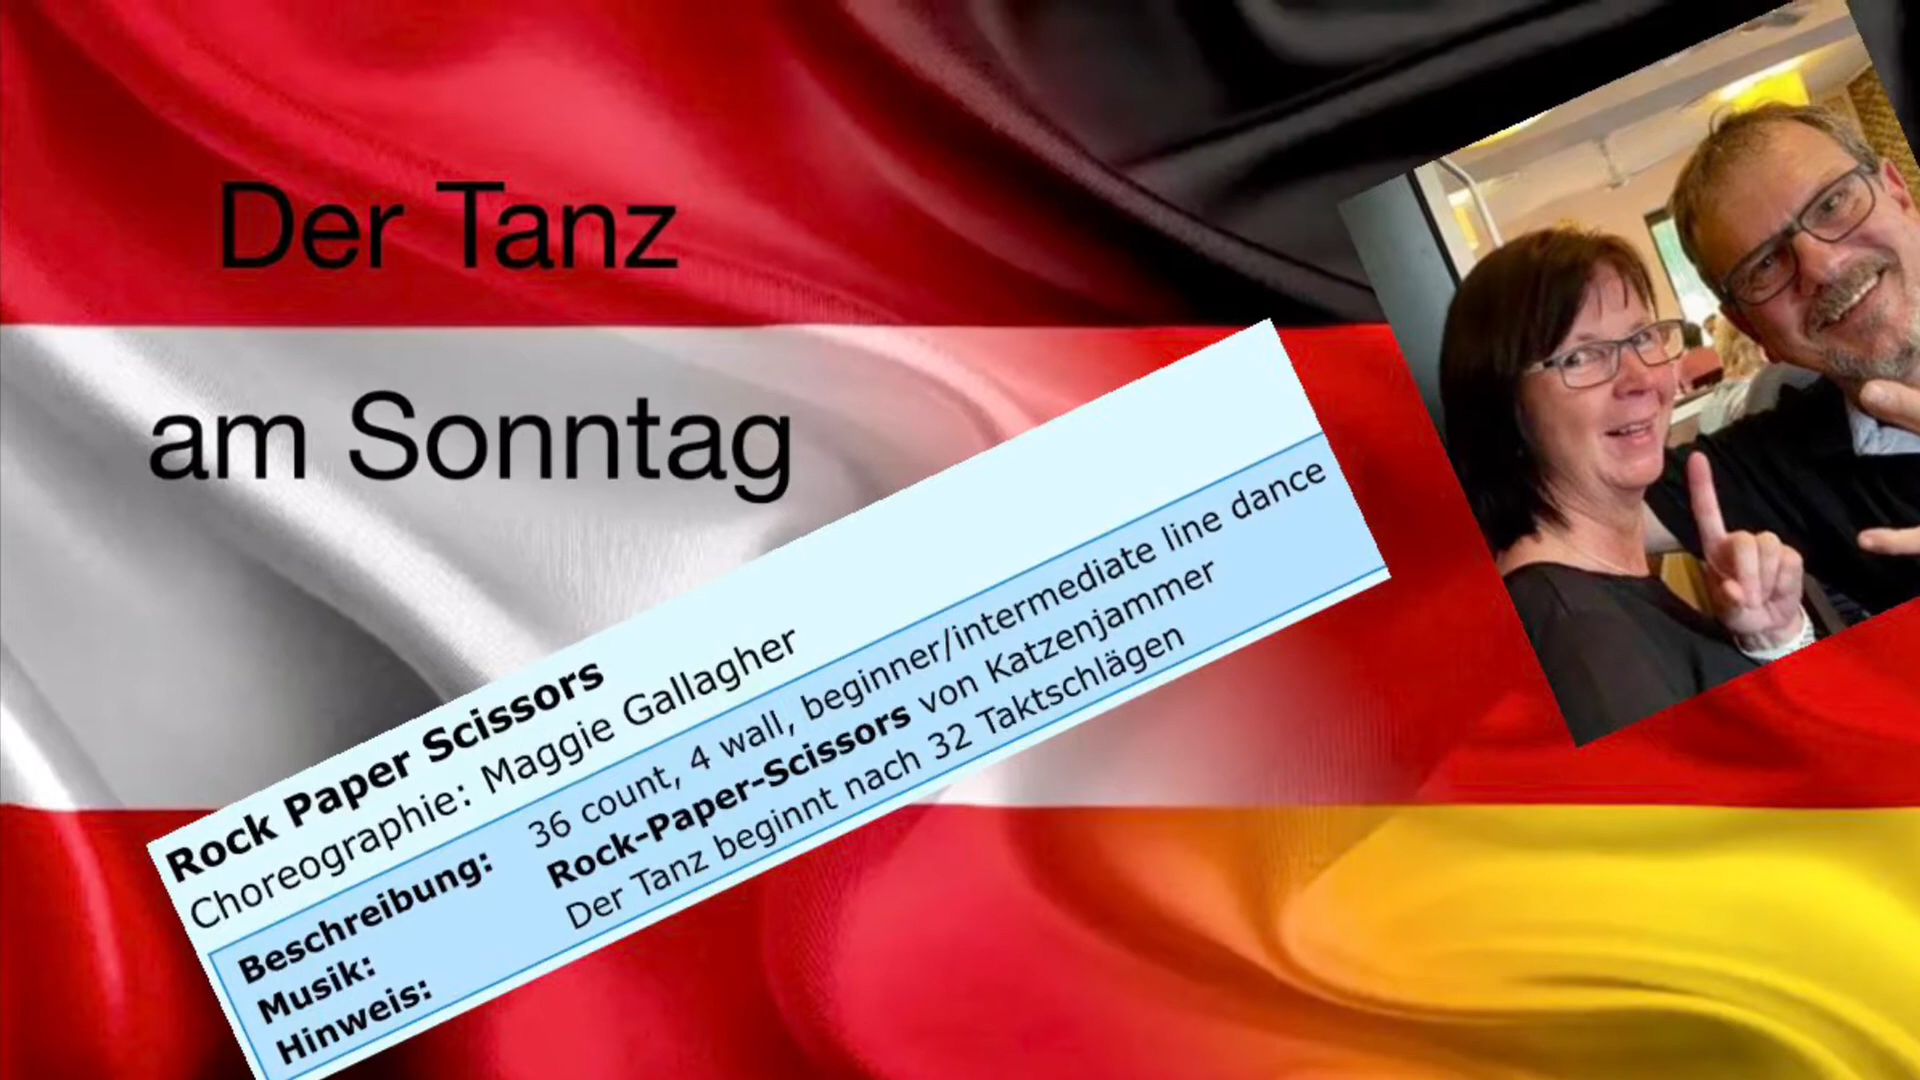 Der Tanz
am Sonntag
Rock Paper Scissors
Choreographie: Maggie Gallagher
Beschreibung: 36 count, 4 wall, beginner/intermediate line dance
Musik: Rock-Paper-Scissors von Katzenjammer
Hinweis: Der Tanz beginnt nach 32 Taktschlägen